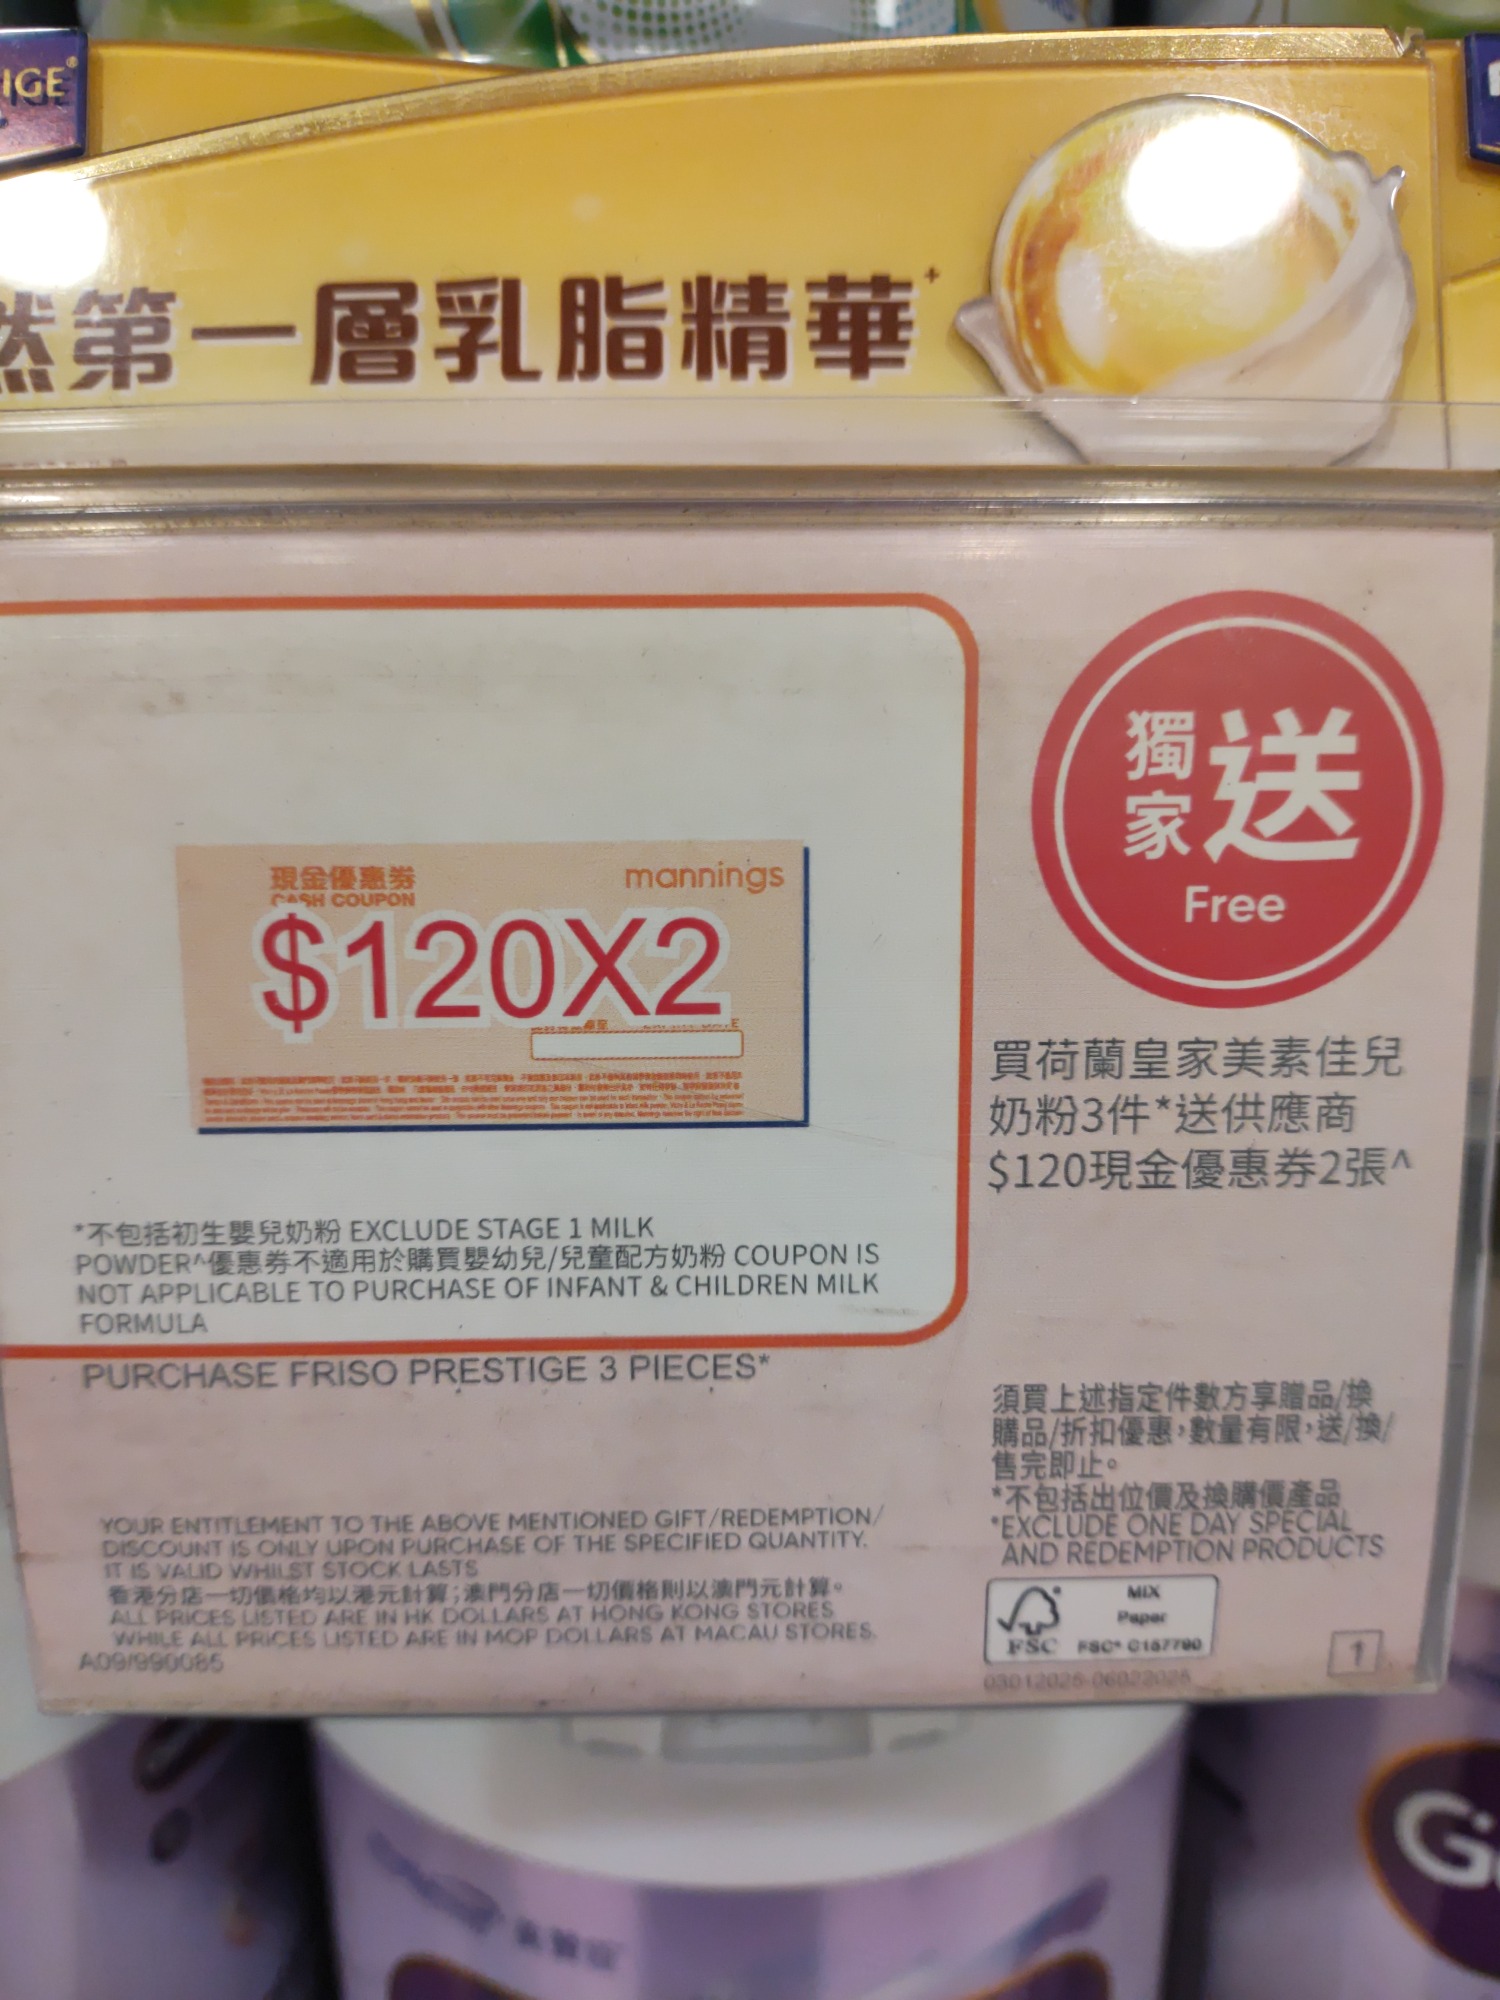 IGE®
然第一層乳脂精華+
現金優惠券
mannings
CASH COUPON
$120X2
獨家
送
Free
買荷蘭皇家美素佳兒
奶粉3件*送供應商
$120現金優惠券2張^
*不包括初生嬰兒奶粉 EXCLUDE STAGE 1 MILK
POWDER^優惠券不適用於購買嬰幼兒/兒童配方奶粉 COUPON IS
NOT APPLICABLE TO PURCHASE OF INFANT & CHILDREN MILK
FORMULA
PURCHASE FRISO PRESTIGE 3 PIECES*
須買上述指定件數方享贈品/換
購品/折扣優惠,數量有限,送/換/
售完即止。
*不包括出位價及換購價產品
*EXCLUDE ONE DAY SPECIAL
AND REDEMPTION PRODUCTS
YOUR ENTITLEMENT TO THE ABOVE MENTIONED GIFT/REDEMPTION/
DISCOUNT IS ONLY UPON PURCHASE OF THE SPECIFIED QUANTITY.
IT IS VALID WHILST STOCK LASTS
香港分店一切價格均以港元計算;澳門分店一切價格則以澳門元計算。
ALL PRICES LISTED ARE IN HK DOLLARS AT HONG KONG STORES
WHILE ALL PRICES LISTED ARE IN MOP DOLLARS AT MACAU STORES.
A09/990085
MIX
Paper
FSC FSC® C157790
1